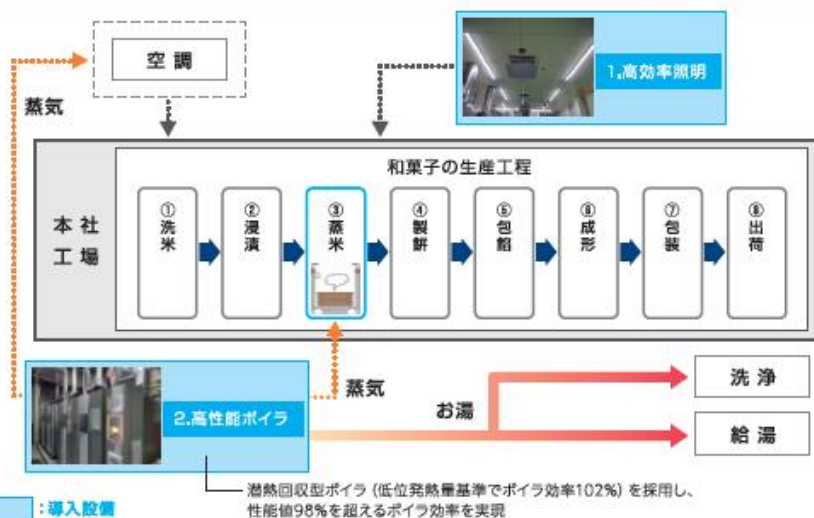 空調
1.高効率照明
蒸気
和菓子の生産工程
本社
工場
①洗米
②浸漬
③蒸米
④製餅
⑤包餡
⑥成形
⑦包装
⑧出荷
2.高性能ボイラ
蒸気
お湯
洗浄
給湯
潜熱回収型ボイラ（低位発熱量基準でボイラ効率102%）を採用し、
性能値98%を超えるボイラ効率を実現
：導入設備